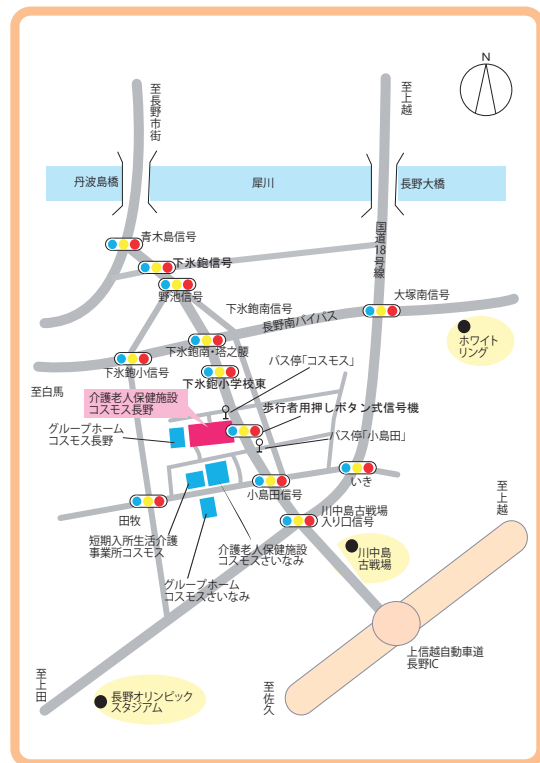 N
至長野市街
至上越
丹波島橋
犀川
長野大橋
国道18号線
青木島信号
下氷鉋信号
野池信号
大塚南信号
下氷鉋南信号
長野南バイパス
ホワイト
リング
下氷鉋南・塔之腰
下氷鉋小信号
バス停「コスモス」
至白馬
下氷鉋小学校東
介護老人保健施設
コスモス長野
歩行者用押しボタン式信号機
グループホーム
コスモス長野
バス停「小島田」
いき
小島田信号
至上越
田牧
川中島古戦場
入り口信号
短期入所生活介護
事業所コスモス
介護老人保健施設
コスモスさいなみ
川中島
古戦場
グループホーム
コスモスさいなみ
上信越自動車道
長野IC
至上田
至佐久
長野オリンピック
スタジアム